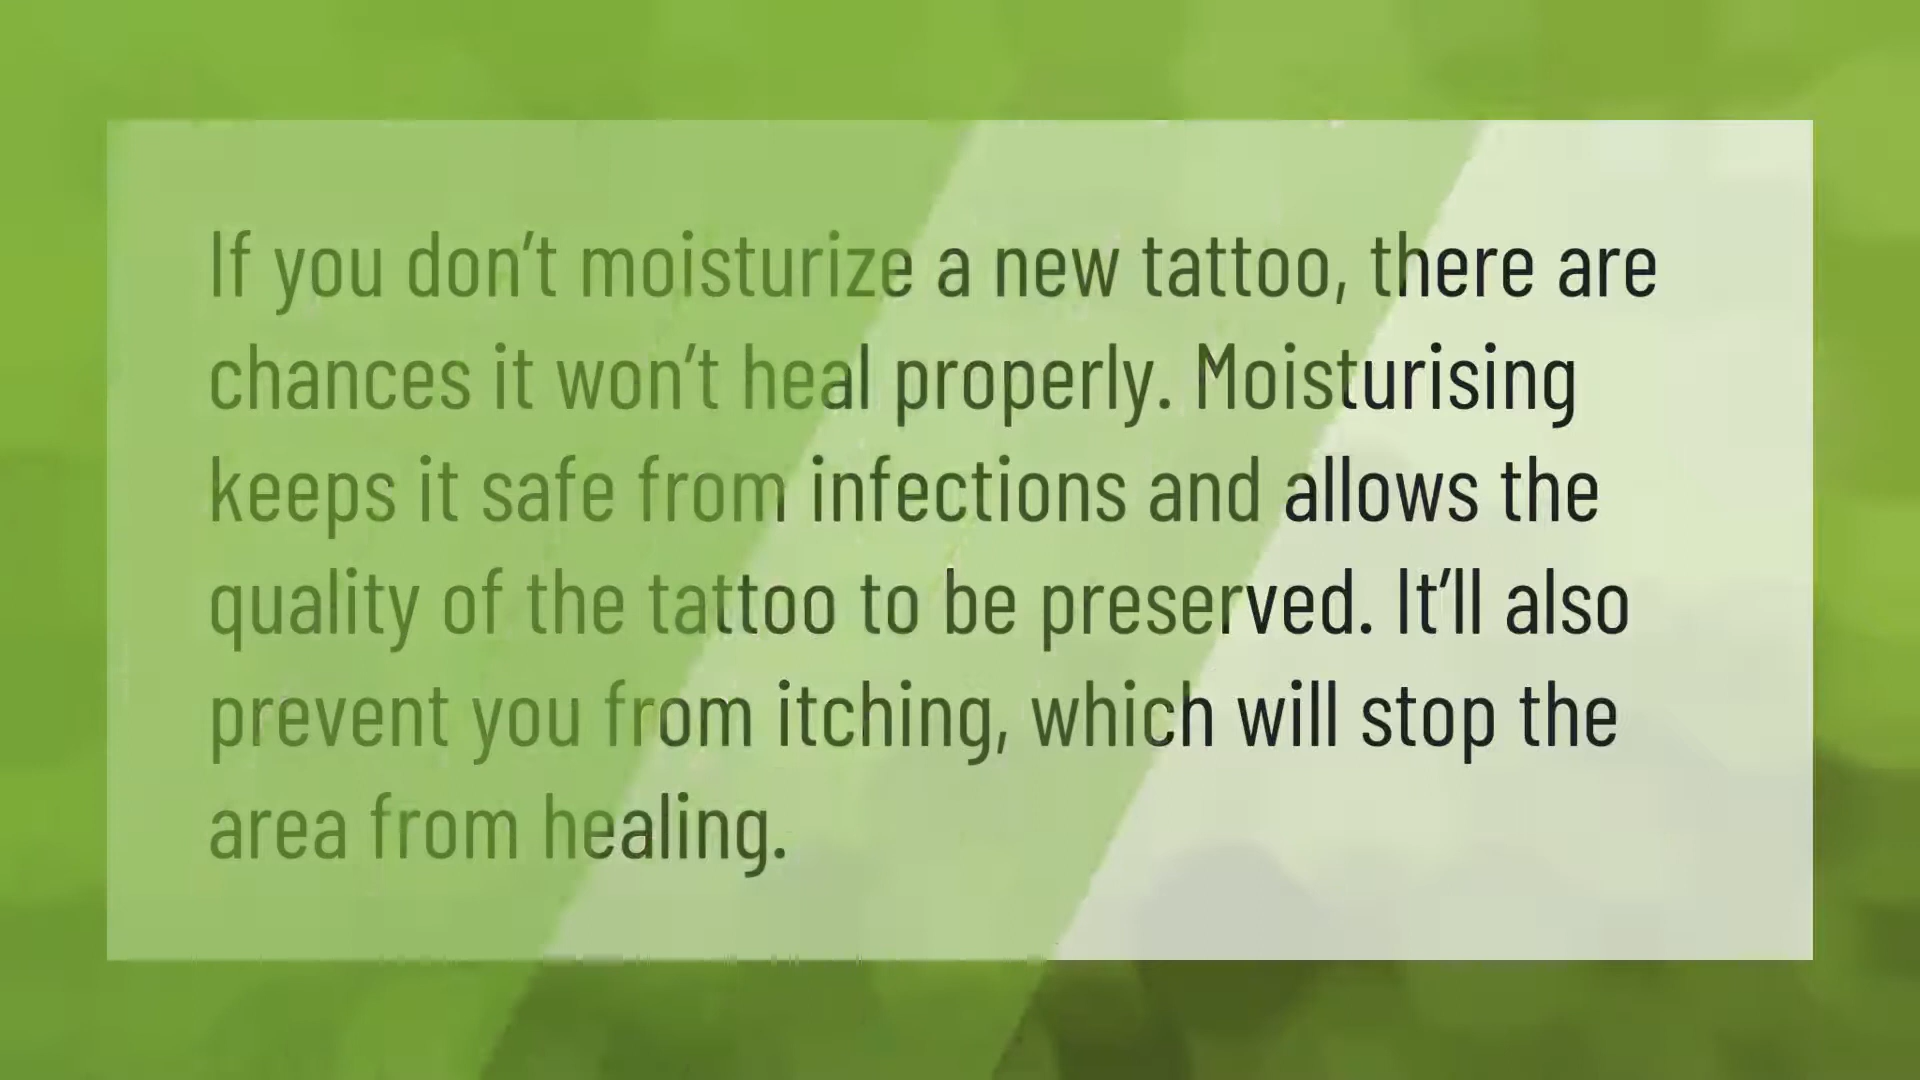 If you don’t moisturize a new tattoo, there are
chances it won’t heal properly. Moisturising
keeps it safe from infections and allows the
quality of the tattoo to be preserved. It’ll also
prevent you from itching, which will stop the
area from healing.